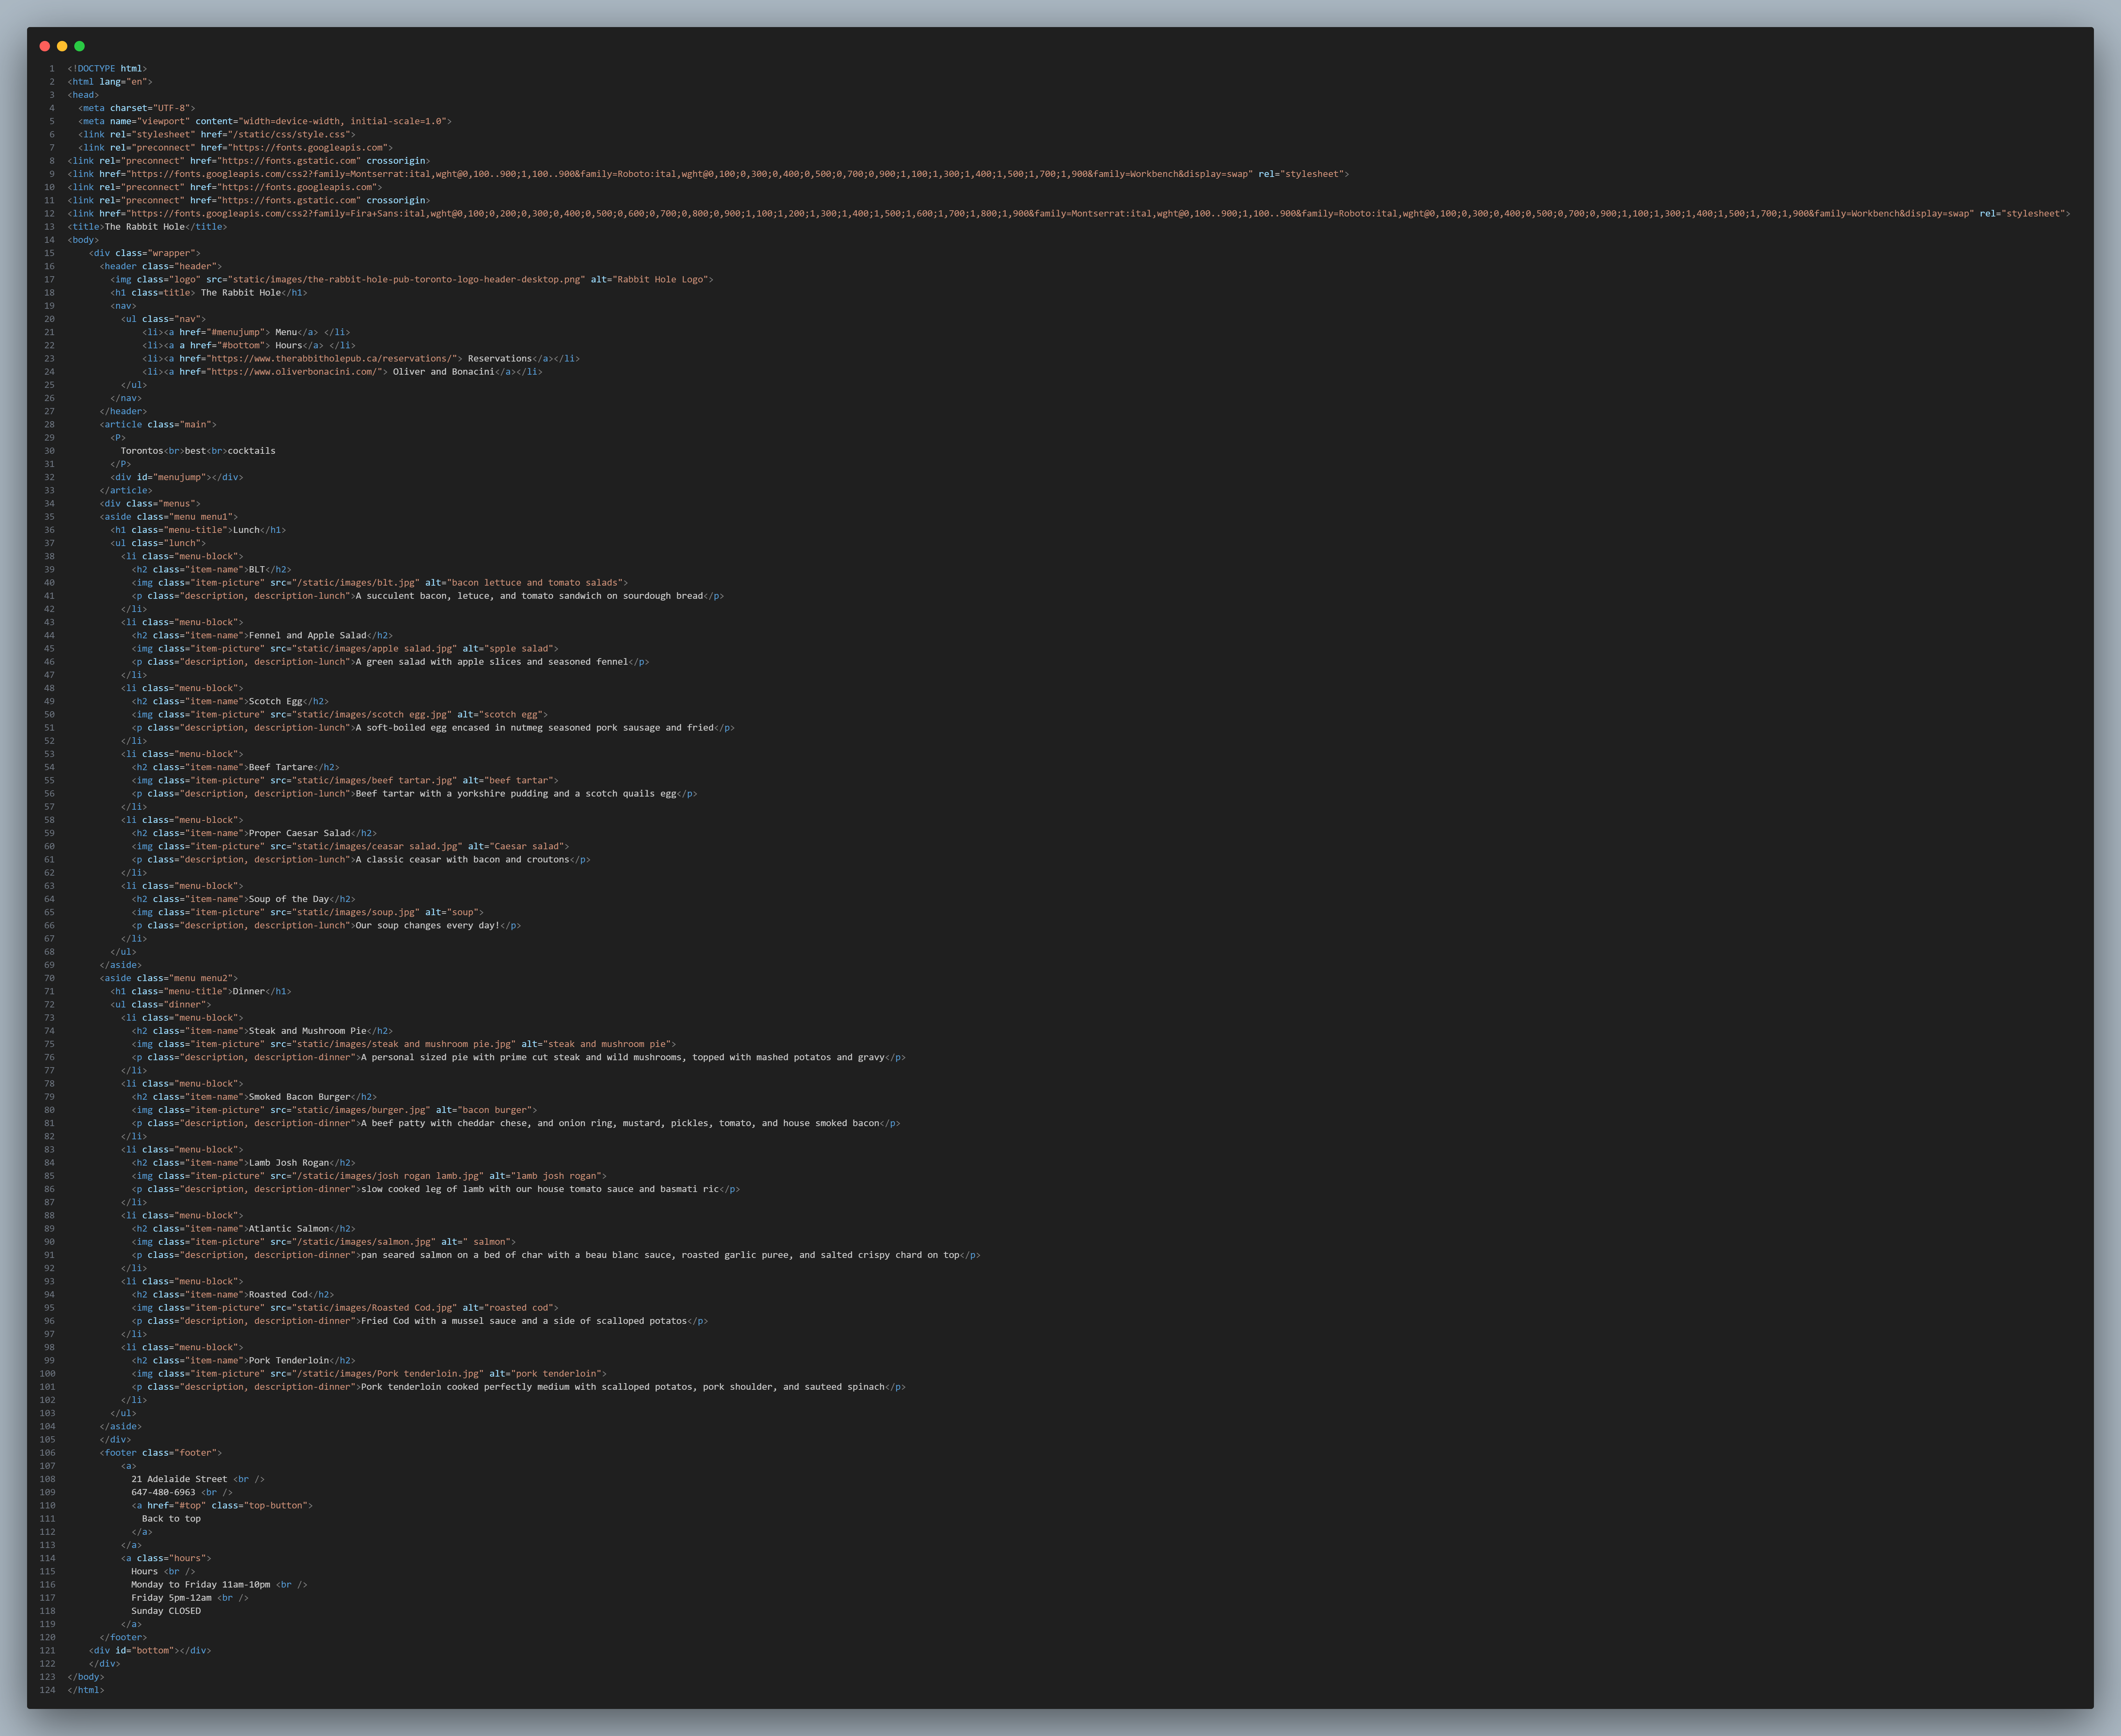 1 <!DOCTYPE html>
2 <html lang="en">
3 <head>
4   <meta charset="UTF-8">
5   <meta name="viewport" content="width=device-width, initial-scale=1.0">
6   <link rel="stylesheet" href="/static/css/style.css">
7   <link rel="preconnect" href="https://fonts.googleapis.com">
8 <link rel="preconnect" href="https://fonts.gstatic.com" crossorigin>
9 <link href="https://fonts.googleapis.com/css2?family=Montserrat:ital,wght@0,100..900;1,100..900&family=Roboto:ital,wght@0,100;0,300;0,400;0,500;0,700;0,900;1,100;1,300;1,400;1,500;1,700;1,900&family=Workbench&display=swap" rel="stylesheet">
10 <link rel="preconnect" href="https://fonts.googleapis.com">
11 <link rel="preconnect" href="https://fonts.gstatic.com" crossorigin>
12 <link href="https://fonts.googleapis.com/css2?family=Fira+Sans:ital,wght@0,100;0,200;0,300;0,400;0,500;0,600;0,700;0,800;0,900;1,100;1,200;1,300;1,400;1,500;1,600;1,700;1,800;1,900&family=Montserrat:ital,wght@0,100..900;1,100..900&family=Roboto:ital,wght@0,100;0,300;0,400;0,500;0,700;0,900;1,100;1,300;1,400;1,500;1,700;1,900&family=Workbench&display=swap" rel="stylesheet">
13 <title>The Rabbit Hole</title>
14 <body>
15     <div class="wrapper">
16       <header class="header">
17         <img class="logo" src="static/images/the-rabbit-hole-pub-toronto-logo-header-desktop.png" alt="Rabbit Hole Logo">
18         <h1 class=title> The Rabbit Hole</h1>
19         <nav>
20           <ul class="nav">
21               <li><a href="#menujump"> Menu</a> </li>
22               <li><a a href="#bottom"> Hours</a> </li>
23               <li><a href="https://www.therabbitholepub.ca/reservations/"> Reservations</a></li>
24               <li><a href="https://www.oliverbonacini.com/"> Oliver and Bonacini</a></li>
25           </ul>
26         </nav>
27       </header>
28       <article class="main">
29         <P>
30           Torontos<br>best<br>cocktails
31         </P>
32         <div id="menujump"></div>
33       </article>
34       <div class="menus">
35       <aside class="menu menu1">
36         <h1 class="menu-title">Lunch</h1>
37         <ul class="lunch">
38           <li class="menu-block">
39             <h2 class="item-name">BLT</h2>
40             <img class="item-picture" src="/static/images/blt.jpg" alt="bacon lettuce and tomato salads">
41             <p class="description, description-lunch">A succulent bacon, letuce, and tomato sandwich on sourdough bread</p>
42           </li>
43           <li class="menu-block">
44             <h2 class="item-name">Fennel and Apple Salad</h2>
45             <img class="item-picture" src="static/images/apple salad.jpg" alt="spple salad">
46             <p class="description, description-lunch">A green salad with apple slices and seasoned fennel</p>
47           </li>
48           <li class="menu-block">
49             <h2 class="item-name">Scotch Egg</h2>
50             <img class="item-picture" src="static/images/scotch egg.jpg" alt="scotch egg">
51             <p class="description, description-lunch">A soft-boiled egg encased in nutmeg seasoned pork sausage and fried</p>
52           </li>
53           <li class="menu-block">
54             <h2 class="item-name">Beef Tartare</h2>
55             <img class="item-picture" src="static/images/beef tartar.jpg" alt="beef tartar">
56             <p class="description, description-lunch">Beef tartar with a yorkshire pudding and a scotch quails egg</p>
57           </li>
58           <li class="menu-block">
59             <h2 class="item-name">Proper Caesar Salad</h2>
60             <img class="item-picture" src="static/images/ceasar salad.jpg" alt="Caesar salad">
61             <p class="description, description-lunch">A classic ceasar with bacon and croutons</p>
62           </li>
63           <li class="menu-block">
64             <h2 class="item-name">Soup of the Day</h2>
65             <img class="item-picture" src="static/images/soup.jpg" alt="soup">
66             <p class="description, description-lunch">Our soup changes every day!</p>
67           </li>
68         </ul>
69       </aside>
70       <aside class="menu menu2">
71         <h1 class="menu-title">Dinner</h1>
72         <ul class="dinner">
73           <li class="menu-block">
74             <h2 class="item-name">Steak and Mushroom Pie</h2>
75             <img class="item-picture" src="static/images/steak and mushroom pie.jpg" alt="steak and mushroom pie">
76             <p class="description, description-dinner">A personal sized pie with prime cut steak and wild mushrooms, topped with mashed potatos and gravy</p>
77           </li>
78           <li class="menu-block">
79             <h2 class="item-name">Smoked Bacon Burger</h2>
80             <img class="item-picture" src="static/images/burger.jpg" alt="bacon burger">
81             <p class="description, description-dinner">A beef patty with cheddar chese, and onion ring, mustard, pickles, tomato, and house smoked bacon</p>
82           </li>
83           <li class="menu-block">
84             <h2 class="item-name">Lamb Josh Rogan</h2>
85             <img class="item-picture" src="/static/images/josh rogan lamb.jpg" alt="lamb josh rogan">
86             <p class="description, description-dinner">slow cooked leg of lamb with our house tomato sauce and basmati ric</p>
87           </li>
88           <li class="menu-block">
89             <h2 class="item-name">Atlantic Salmon</h2>
90             <img class="item-picture" src="/static/images/salmon.jpg" alt=" salmon">
91             <p class="description, description-dinner">pan seared salmon on a bed of char with a beau blanc sauce, roasted garlic puree, and salted crispy chard on top</p>
92           </li>
93           <li class="menu-block">
94             <h2 class="item-name">Roasted Cod</h2>
95             <img class="item-picture" src="static/images/Roasted Cod.jpg" alt="roasted cod">
96             <p class="description, description-dinner">Fried Cod with a mussel sauce and a side of scalloped potatos</p>
97           </li>
98           <li class="menu-block">
99             <h2 class="item-name">Pork Tenderloin</h2>
100             <img class="item-picture" src="/static/images/Pork tenderloin.jpg" alt="pork tenderloin">
101             <p class="description, description-dinner">Pork tenderloin cooked perfectly medium with scalloped potatos, pork shoulder, and sauteed spinach</p>
102           </li>
103         </ul>
104       </aside>
105       </div>
106       <footer class="footer">
107           <a>
108             21 Adelaide Street <br />
109             647-480-6963 <br />
110             <a href="#top" class="top-button">
111               Back to top
112             </a>
113           </a>
114           <a class="hours">
115             Hours <br />
116             Monday to Friday 11am-10pm <br />
117             Friday 5pm-12am <br />
118             Sunday CLOSED
119           </a>
120       </footer>
121     <div id="bottom"></div>
122     </div>
123 </body>
124 </html>